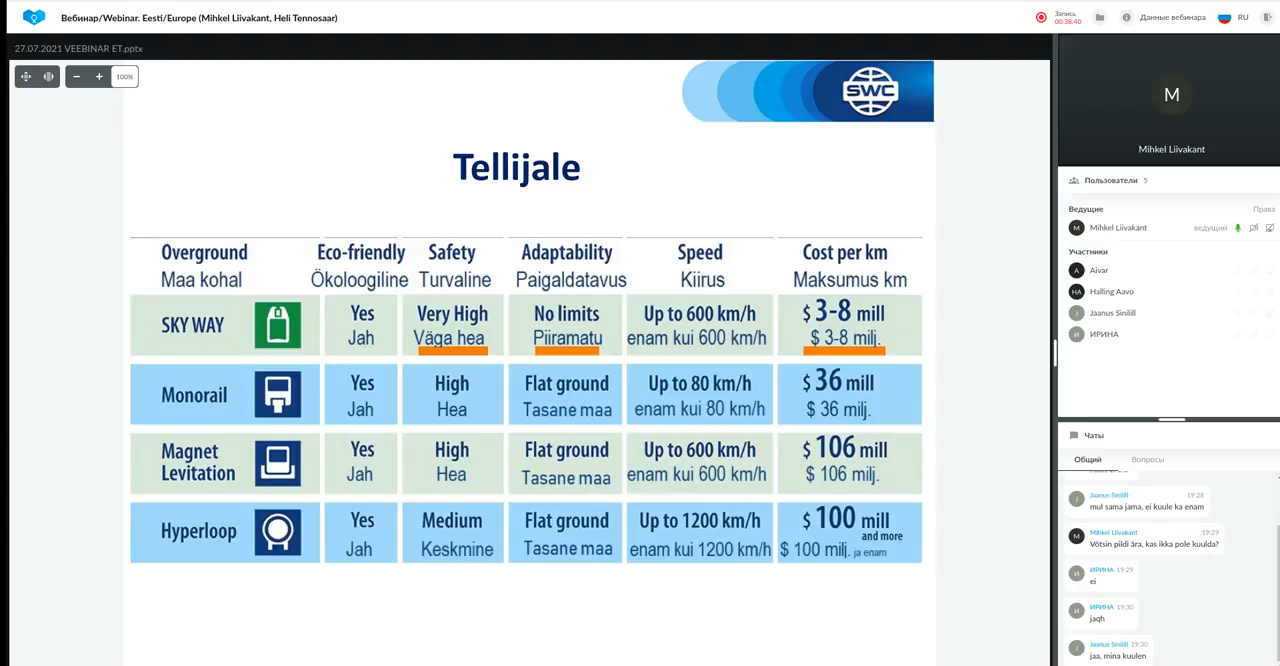 Вебинар/Webinar. Eesti/Europe (Mihkel Liivakant, Heli Tennosaar)
Запись
00:38:40
Данные вебинара
RU
27.07.2021 VEEBINAR ET.pptx
100%
SWC
Tellijale
Overground Eco-friendly Safety Adaptability Speed Cost per km
Maa kohal Ökoloogiline Turvaline Paigaldatavus Kiirus Maksumus km
SKY WAY
Yes Very High No limits Up to 600 km/h $ 3-8 mill
Jah Väga hea Piiramatu enam kui 600 km/h $ 3-8 milj.
Monorail
Yes High Flat ground Up to 80 km/h $ 36 mill
Jah Hea Tasane maa enam kui 80 km/h $ 36 milj.
Magnet
Levitation
Yes High Flat ground Up to 600 km/h $ 106 mill
Jah Hea Tasane maa enam kui 600 km/h $ 106 milj.
Hyperloop
Yes Medium Flat ground Up to 1200 km/h $ 100 mill
and more
Jah Keskmine Tasane maa enam kui 1200 km/h $ 100 milj. ja enam
M
Mihkel Liivakant
Пользователи 5
Ведущие Права
M Mihkel Liivakant ведущий
Участники
A Aivar
HA Halling Aavo
J Jaanus Sinilill
И ИРИНА
Чаты
Общий Вопросы
Jaanus Sinilill 19:28
mul sama jama, ei kuule ka enam
M Mihkel Liivakant 19:29
Võtsin pildi ära, kas ikka pole kuulda?
И ИРИНА 19:29
ei
И ИРИНА 19:30
jaqh
Jaanus Sinilill 19:30
jaa, mina kuulen